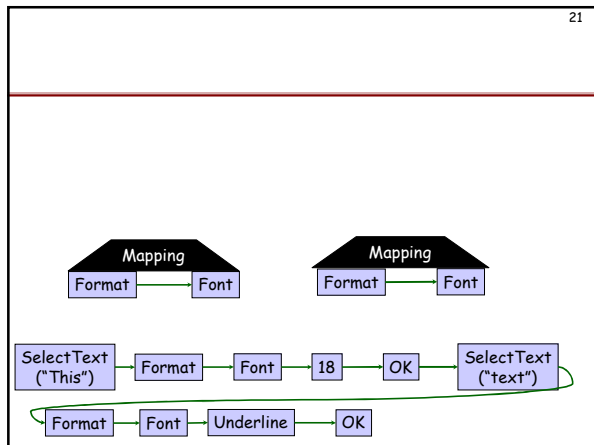 21
Mapping Mapping
Format Font Format Font
SelectText
(“This”)
Format Font 18 OK
SelectText
(“text”)
Format Font Underline OK